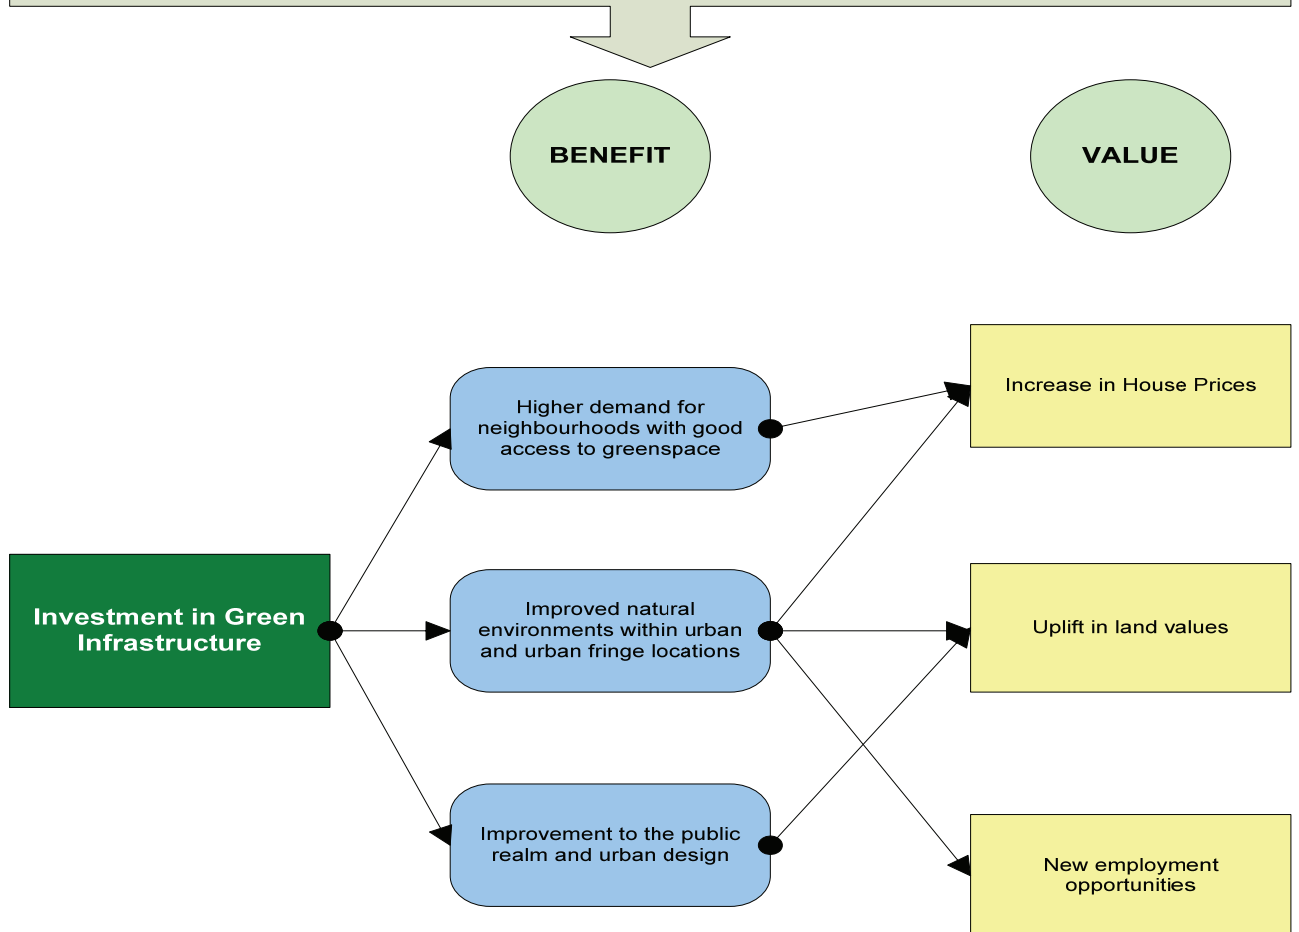 BENEFIT
VALUE
Higher demand for
neighbourhoods with good
access to greenspace
Increase in House Prices
Investment in Green
Infrastructure
Improved natural
environments within urban
and urban fringe locations
Uplift in land values
Improvement to the public
realm and urban design
New employment
opportunities